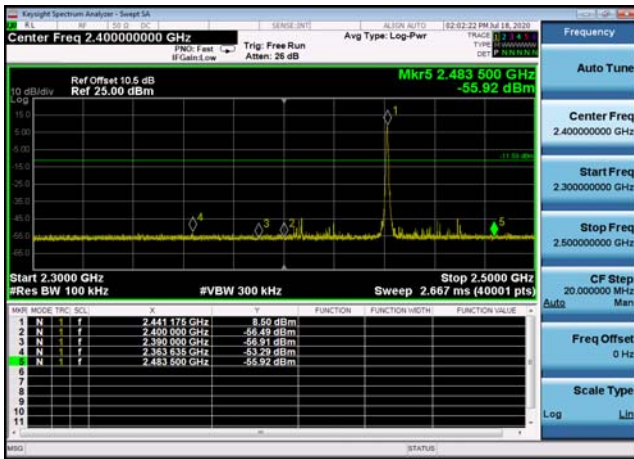 Keysight Spectrum Analyzer - Swept SA
RL RF 50 Ω DC SENSE:INT ALIGN AUTO 02:02:22 PM Jul 18, 2020
Center Freq 2.400000000 GHz
PNO: Fast
IFGain:Low
Trig: Free Run
Atten: 26 dB
Avg Type: Log-Pwr
TRACE 1 2 3 4 5 6
TYPE M
DET P N N N N N
Ref Offset 10.5 dB
10 dB/div Ref 25.00 dBm
Log
Mkr5 2.483 500 GHz
-55.92 dBm
15.0
5.00
-5.00
-15.0
-25.0
-35.0
-45.0
-55.0
-65.0
1
2
3
4
5
Start 2.3000 GHz
#Res BW 100 kHz
#VBW 300 kHz
Stop 2.5000 GHz
Sweep 2.667 ms (40001 pts)
MKR MODE TRC SCL X Y FUNCTION FUNCTION WIDTH FUNCTION VALUE
1 N 1 f 2.441 175 GHz 8.50 dBm
2 N 1 f 2.400 000 GHz -56.49 dBm
3 N 1 f 2.390 000 GHz -56.91 dBm
4 N 1 f 2.363 635 GHz -53.29 dBm
5 N 1 f 2.483 500 GHz -55.92 dBm
6
7
8
9
10
11
MSG STATUS
Frequency
Auto Tune
Center Freq
2.400000000 GHz
Start Freq
2.300000000 GHz
Stop Freq
2.500000000 GHz
CF Step
20.000000 MHz
Auto Man
Freq Offset
0 Hz
Scale Type
Log Lin